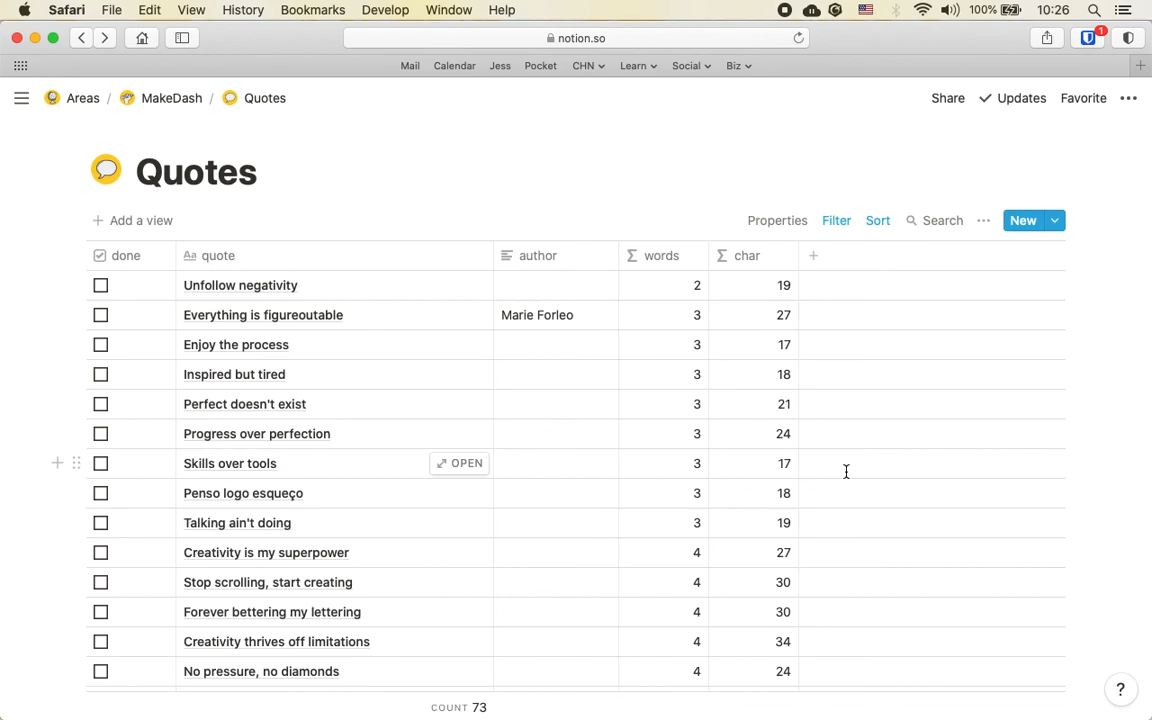 Safari File Edit View History Bookmarks Develop Window Help 100% 10:26
notion.so 1
Mail Calendar Jess Pocket CHN Learn Social Biz
Areas / MakeDash / Quotes Share Updates Favorite
Quotes
Add a view Properties Filter Sort Search New
done Aa quote author Σ words Σ char
Unfollow negativity 2 19
Everything is figureoutable Marie Forleo 3 27
Enjoy the process 3 17
Inspired but tired 3 18
Perfect doesn't exist 3 21
Progress over perfection 3 24
Skills over tools OPEN 3 17
Penso logo esqueço 3 18
Talking ain't doing 3 19
Creativity is my superpower 4 27
Stop scrolling, start creating 4 30
Forever bettering my lettering 4 30
Creativity thrives off limitations 4 34
No pressure, no diamonds 4 24
COUNT 73
?